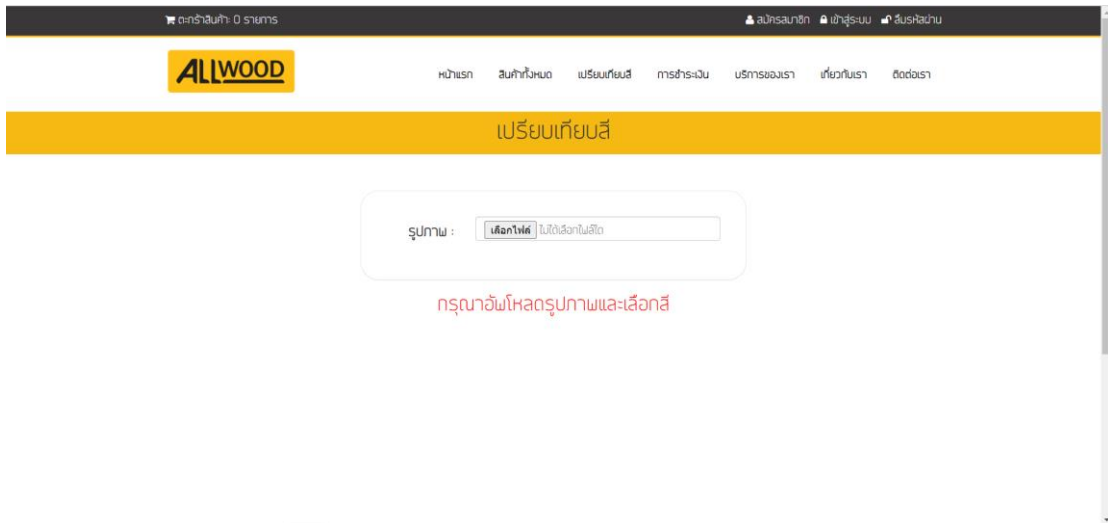 ตะกร้าสินค้า: 0 รายการ สมัครสมาชิก เข้าสู่ระบบ ลืมรหัสผ่าน
ALLWOOD หน้าแรก สินค้าทั้งหมด เปรียบเทียบสี การชำระเงิน บริการของเรา เกี่ยวกับเรา ติดต่อเรา
เปรียบเทียบสี
รูปภาพ : เลือกไฟล์ ไม่ได้เลือกไฟล์ใด
กรุณาอัพโหลดรูปภาพและเลือกสี